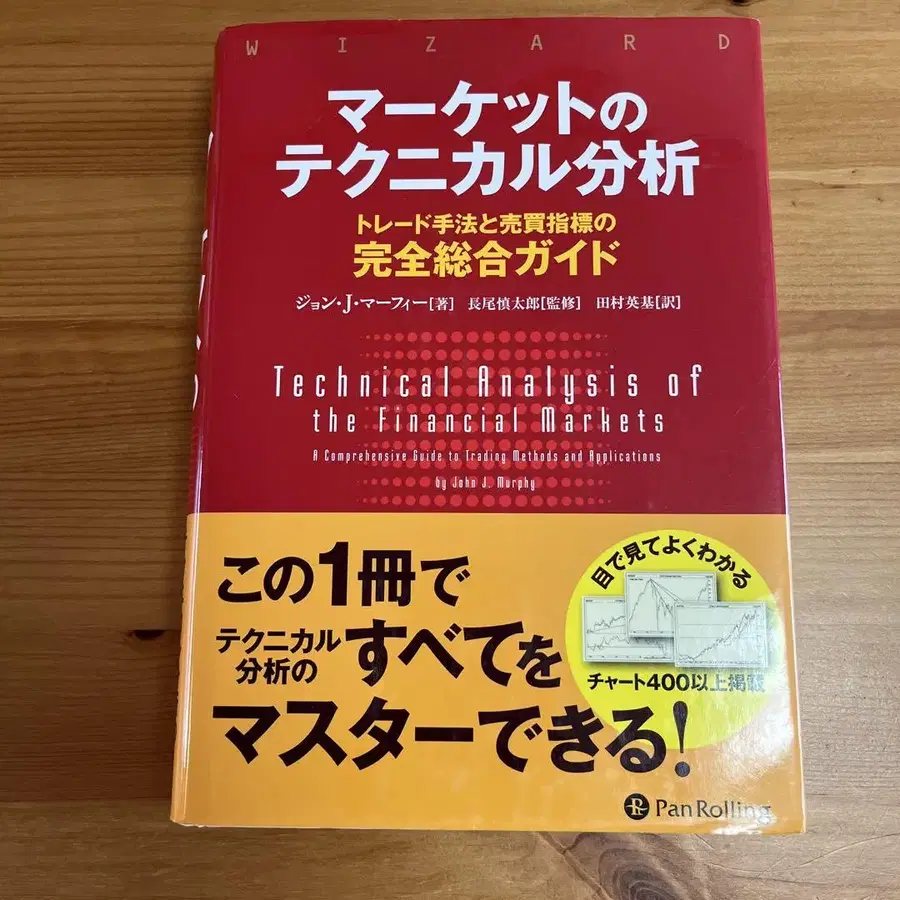 WIZARD
マーケットの
テクニカル分析
トレード手法と売買指標の
完全総合ガイド
ジョン・J・マーフィー[著] 長尾慎太郎[監修] 田村英基[訳]
Technical Analysis of
the Financial Markets
A Comprehensive Guide to Trading Methods and Applications
by John J. Murphy
この1冊で
テクニカル
分析の
すべてを
マスターできる!
目で見てよくわかる
チャート400以上掲載
PanRolling